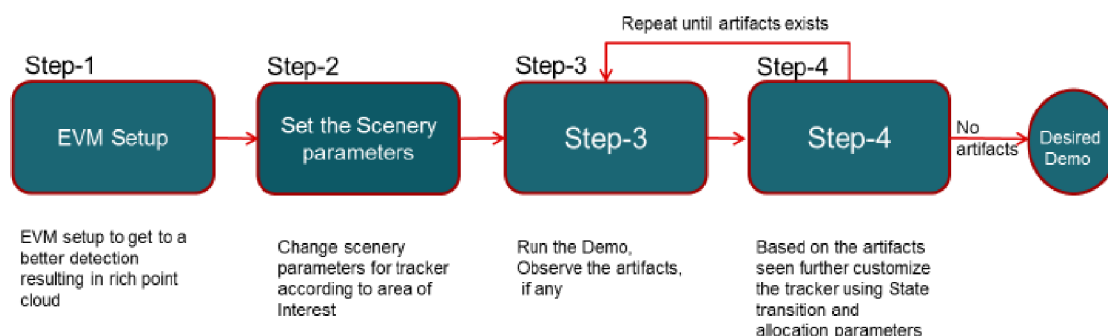 Repeat until artifacts exists
Step-1
Step-2
Step-3
Step-4
EVM Setup
Set the Scenery
parameters
Step-3
Step-4
No
artifacts
Desired
Demo
EVM setup to get to a
better detection
resulting in rich point
cloud
Change scenery
parameters for tracker
according to area of
Interest
Run the Demo,
Observe the artifacts,
if any
Based on the artifacts
seen further customize
the tracker using State
transition and
allocation parameters